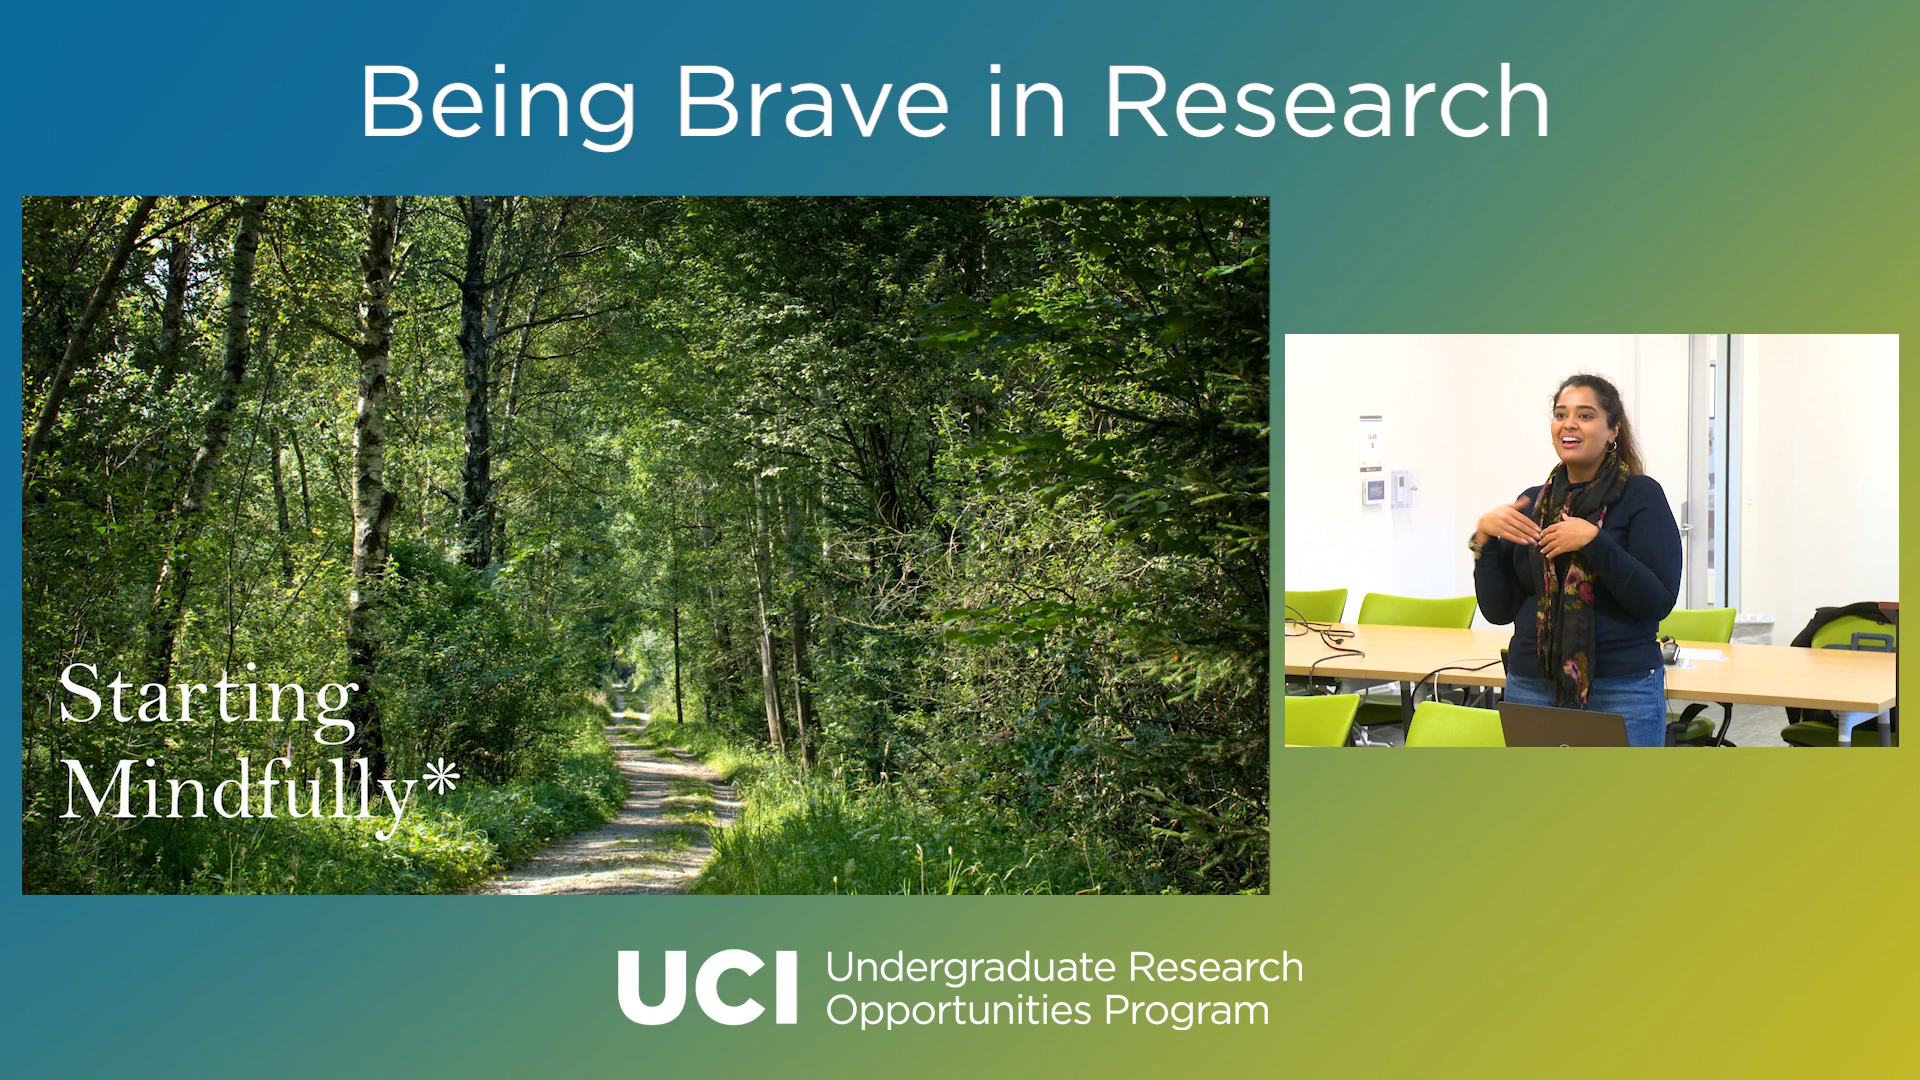 Being Brave in Research
Starting
Mindfully*
UCI
Undergraduate Research
Opportunities Program